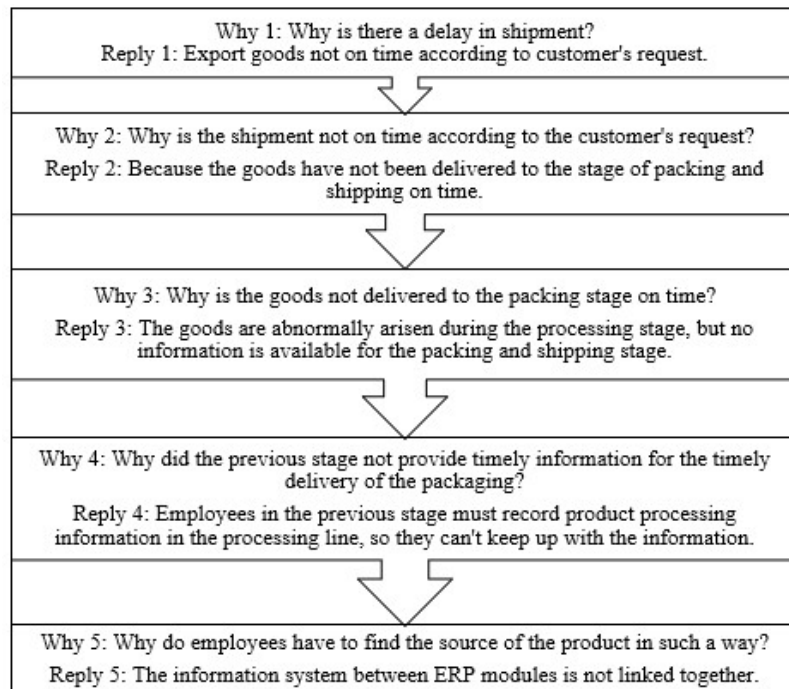 Why 1: Why is there a delay in shipment?
Reply 1: Export goods not on time according to customer's request.
Why 2: Why is the shipment not on time according to the customer's request?
Reply 2: Because the goods have not been delivered to the stage of packing and
shipping on time.
Why 3: Why is the goods not delivered to the packing stage on time?
Reply 3: The goods are abnormally arisen during the processing stage, but no
information is available for the packing and shipping stage.
Why 4: Why did the previous stage not provide timely information for the timely
delivery of the packaging?
Reply 4: Employees in the previous stage must record product processing
information in the processing line, so they can't keep up with the information.
Why 5: Why do employees have to find the source of the product in such a way?
Reply 5: The information system between ERP modules is not linked together.